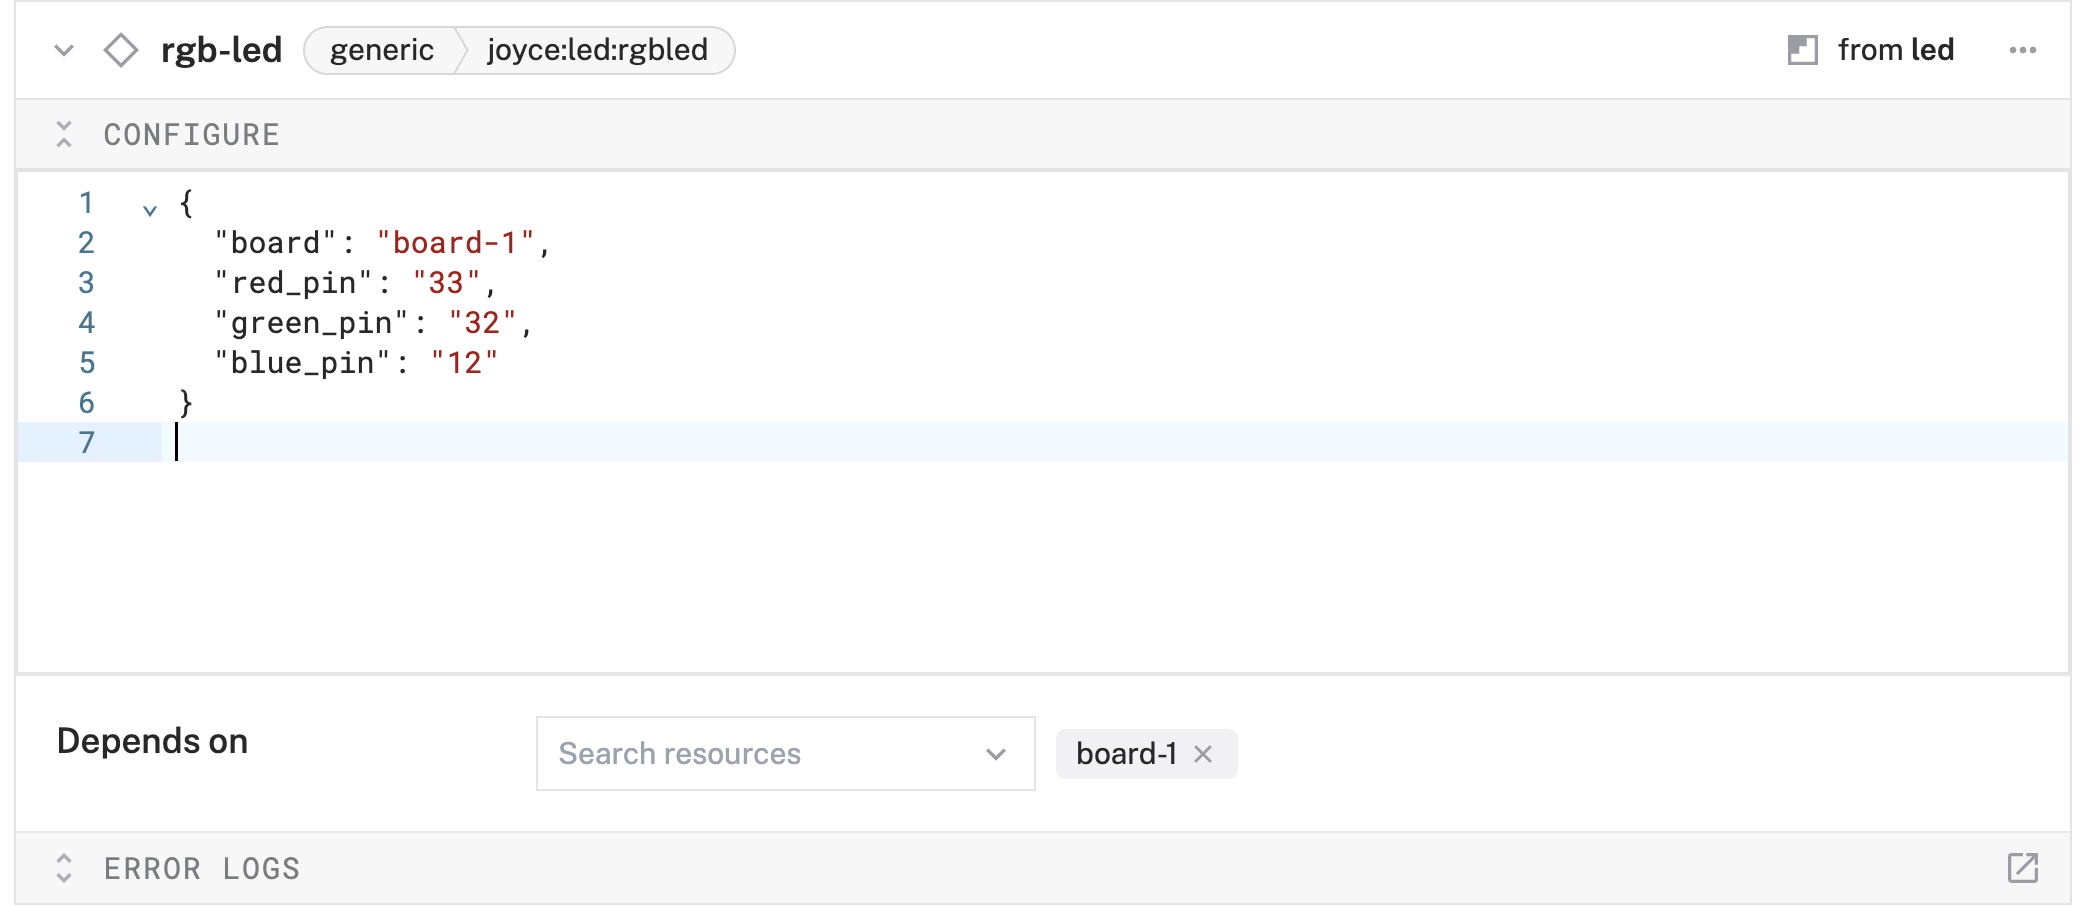 rgb-led generic joyce:led:rgbled from led
CONFIGURE
1 {
2 "board": "board-1",
3 "red_pin": "33",
4 "green_pin": "32",
5 "blue_pin": "12"
6 }
7
Depends on Search resources board-1
ERROR LOGS